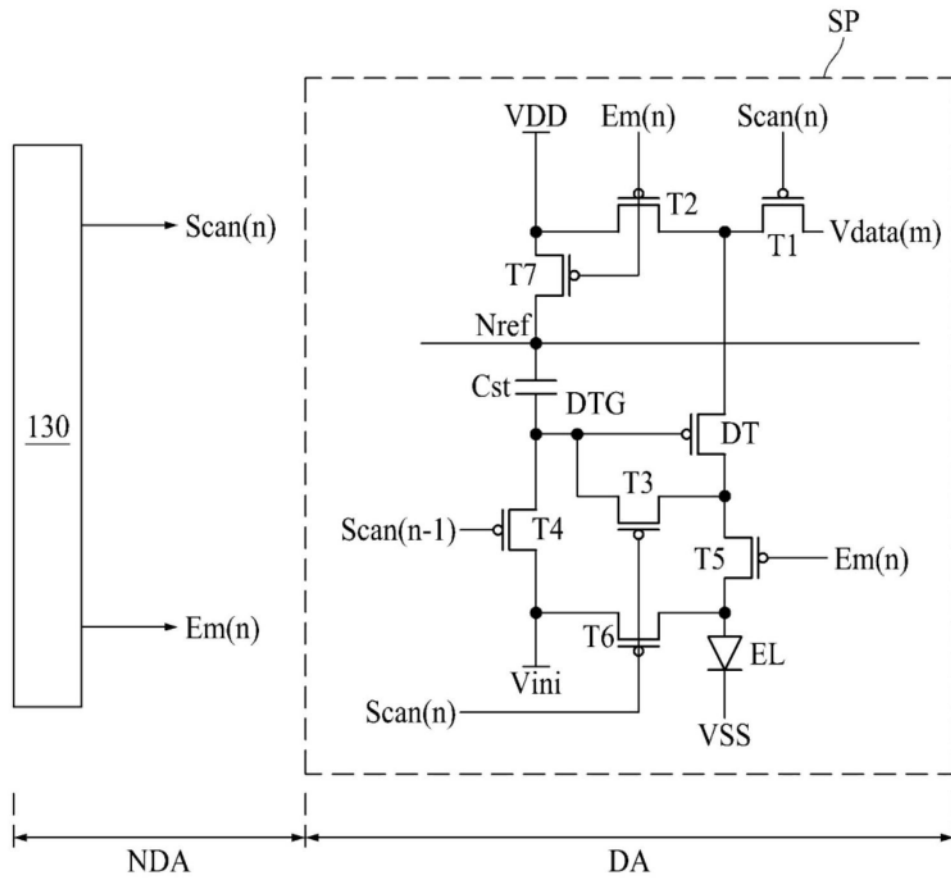 SP
VDD
Em(n)
Scan(n)
T2
T1
Vdata(m)
Scan(n)
T7
Nref
Cst
DTG
130
DT
T3
Scan(n-1)
T4
T5
Em(n)
Em(n)
T6
EL
Vini
Scan(n)
VSS
NDA
DA